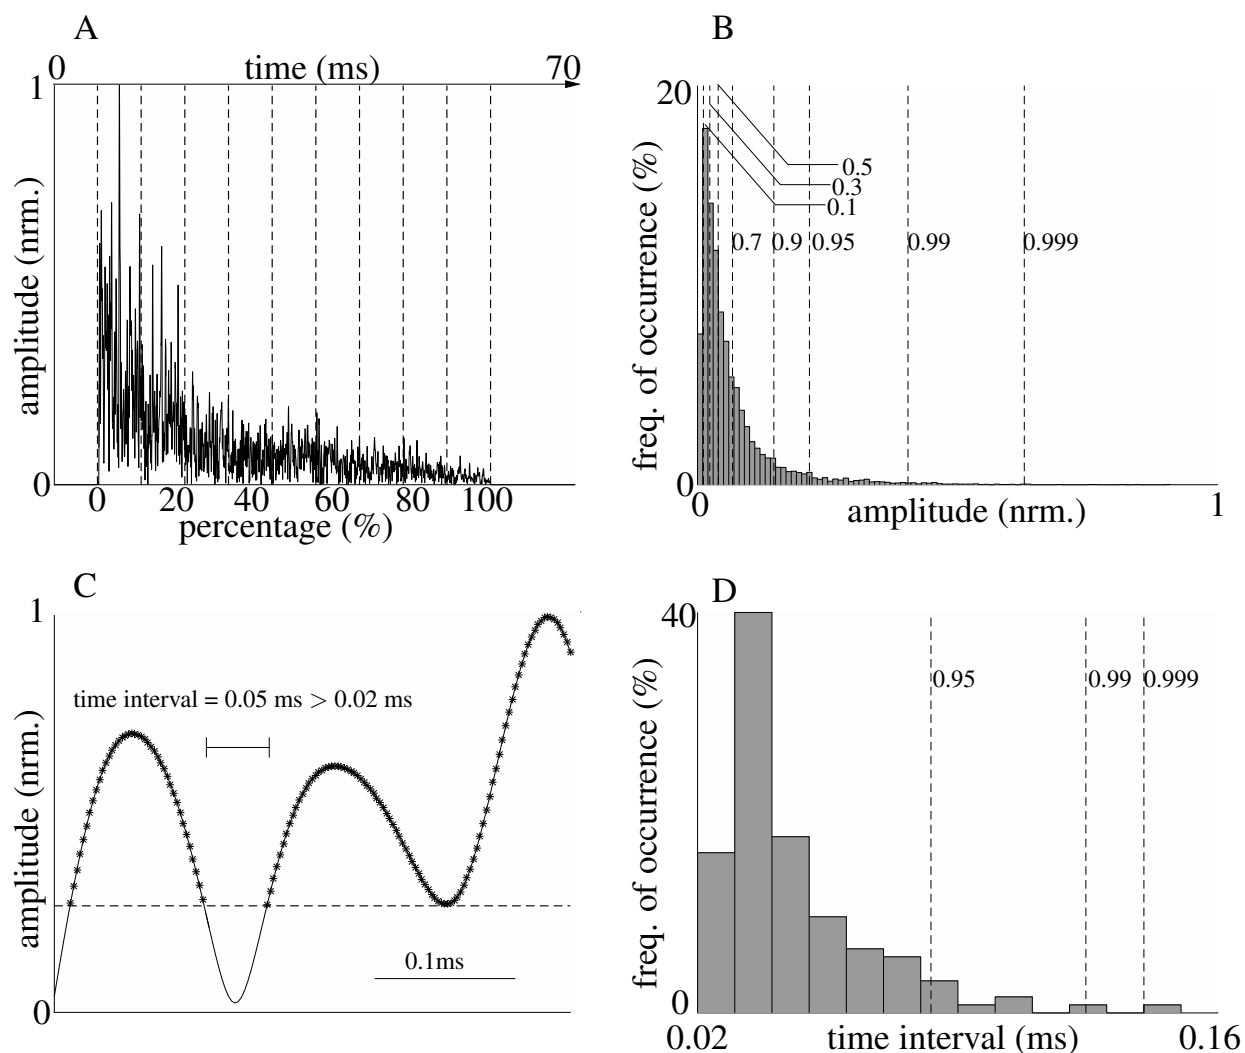 A
0 time (ms) 70
1
amplitude (nrm.)
0
0 20 40 60 80 100
percentage (%)
B
20
freq. of occurrence (%)
0.5
0.3
0.1
0.7 0.9 0.95 0.99 0.999
0
0 amplitude (nrm.) 1
C
1
time interval = 0.05 ms > 0.02 ms
amplitude (nrm.)
0.1ms
0
D
40
freq. of occurrence (%)
0.95 0.99 0.999
0
0.02 time interval (ms) 0.16